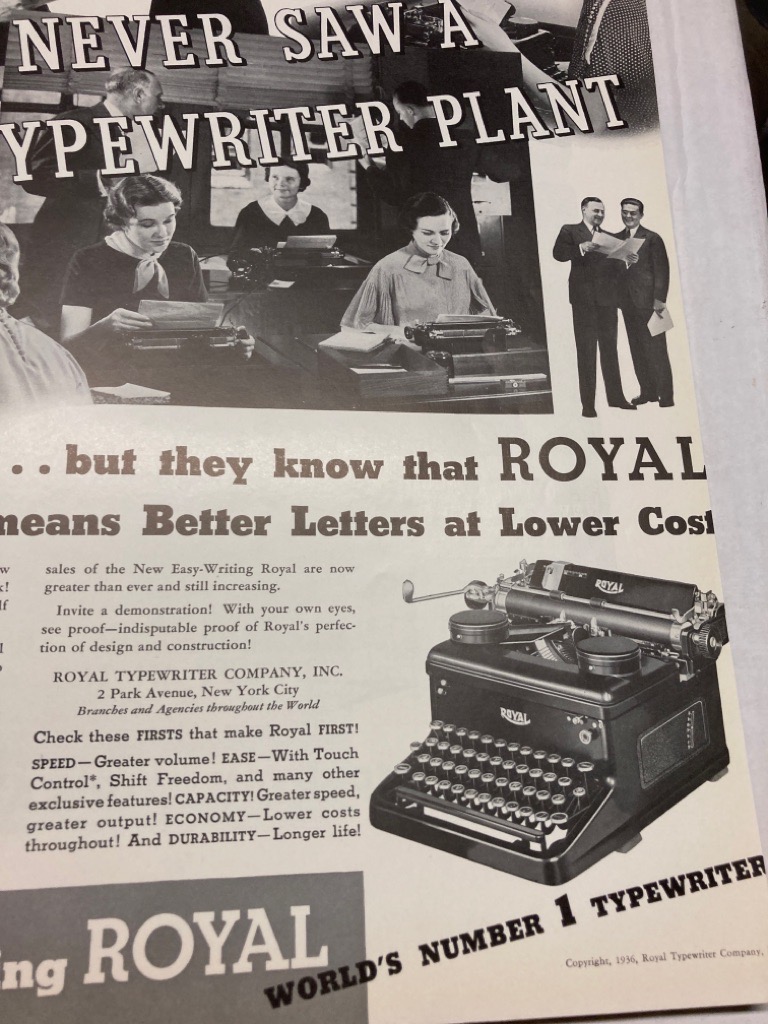 NEVER SAW A
YPEWRITER PLANT
. . but they know that ROYAL
means Better Letters at Lower Cost
w
k!
lf
l
sales of the New Easy-Writing Royal are now
greater than ever and still increasing.
Invite a demonstration! With your own eyes,
see proof—indisputable proof of Royal's perfec-
tion of design and construction!
ROYAL TYPEWRITER COMPANY, INC.
2 Park Avenue, New York City
Branches and Agencies throughout the World
Check these FIRSTS that make Royal FIRST!
SPEED—Greater volume! EASE—With Touch
Control*, Shift Freedom, and many other
exclusive features! CAPACITY! Greater speed,
greater output! ECONOMY—Lower costs
throughout! And DURABILITY—Longer life!
ROYAL
ROYAL
ng ROYAL
WORLD'S NUMBER 1 TYPEWRITER
Copyright, 1936, Royal Typewriter Company,